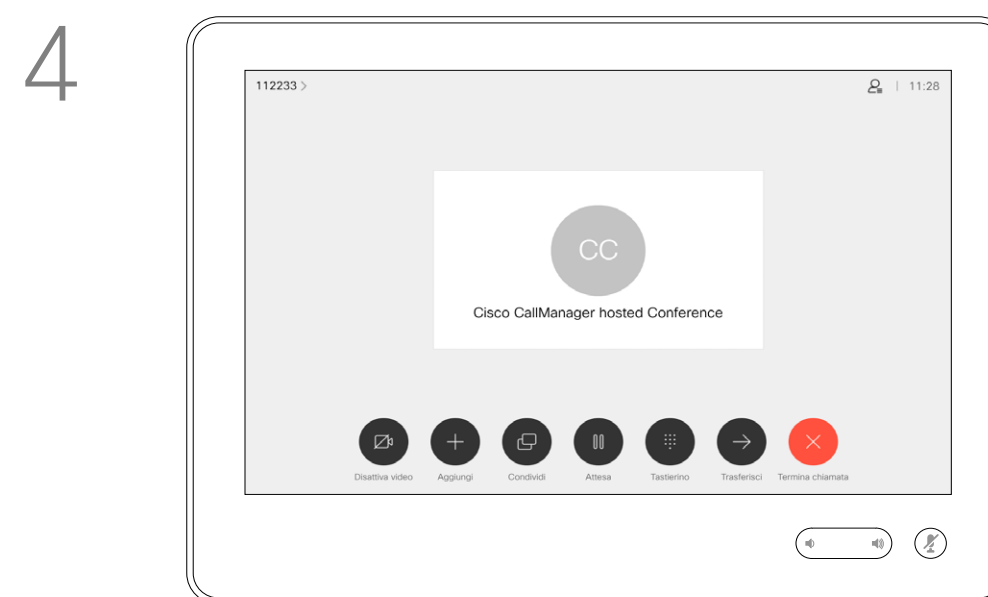 4
112233 >
11:28
CC
Cisco CallManager hosted Conference
Disattiva video
Aggiungi
Condividi
Attesa
Tastierino
Trasferisci
Termina chiamata